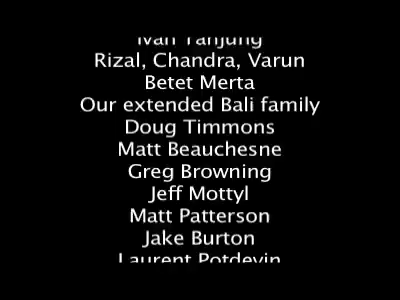 Ivan Tanjung
Rizal, Chandra, Varun
Betet Merta
Our extended Bali family
Doug Timmons
Matt Beauchesne
Greg Browning
Jeff Mottyl
Matt Patterson
Jake Burton
Laurent Potdevin